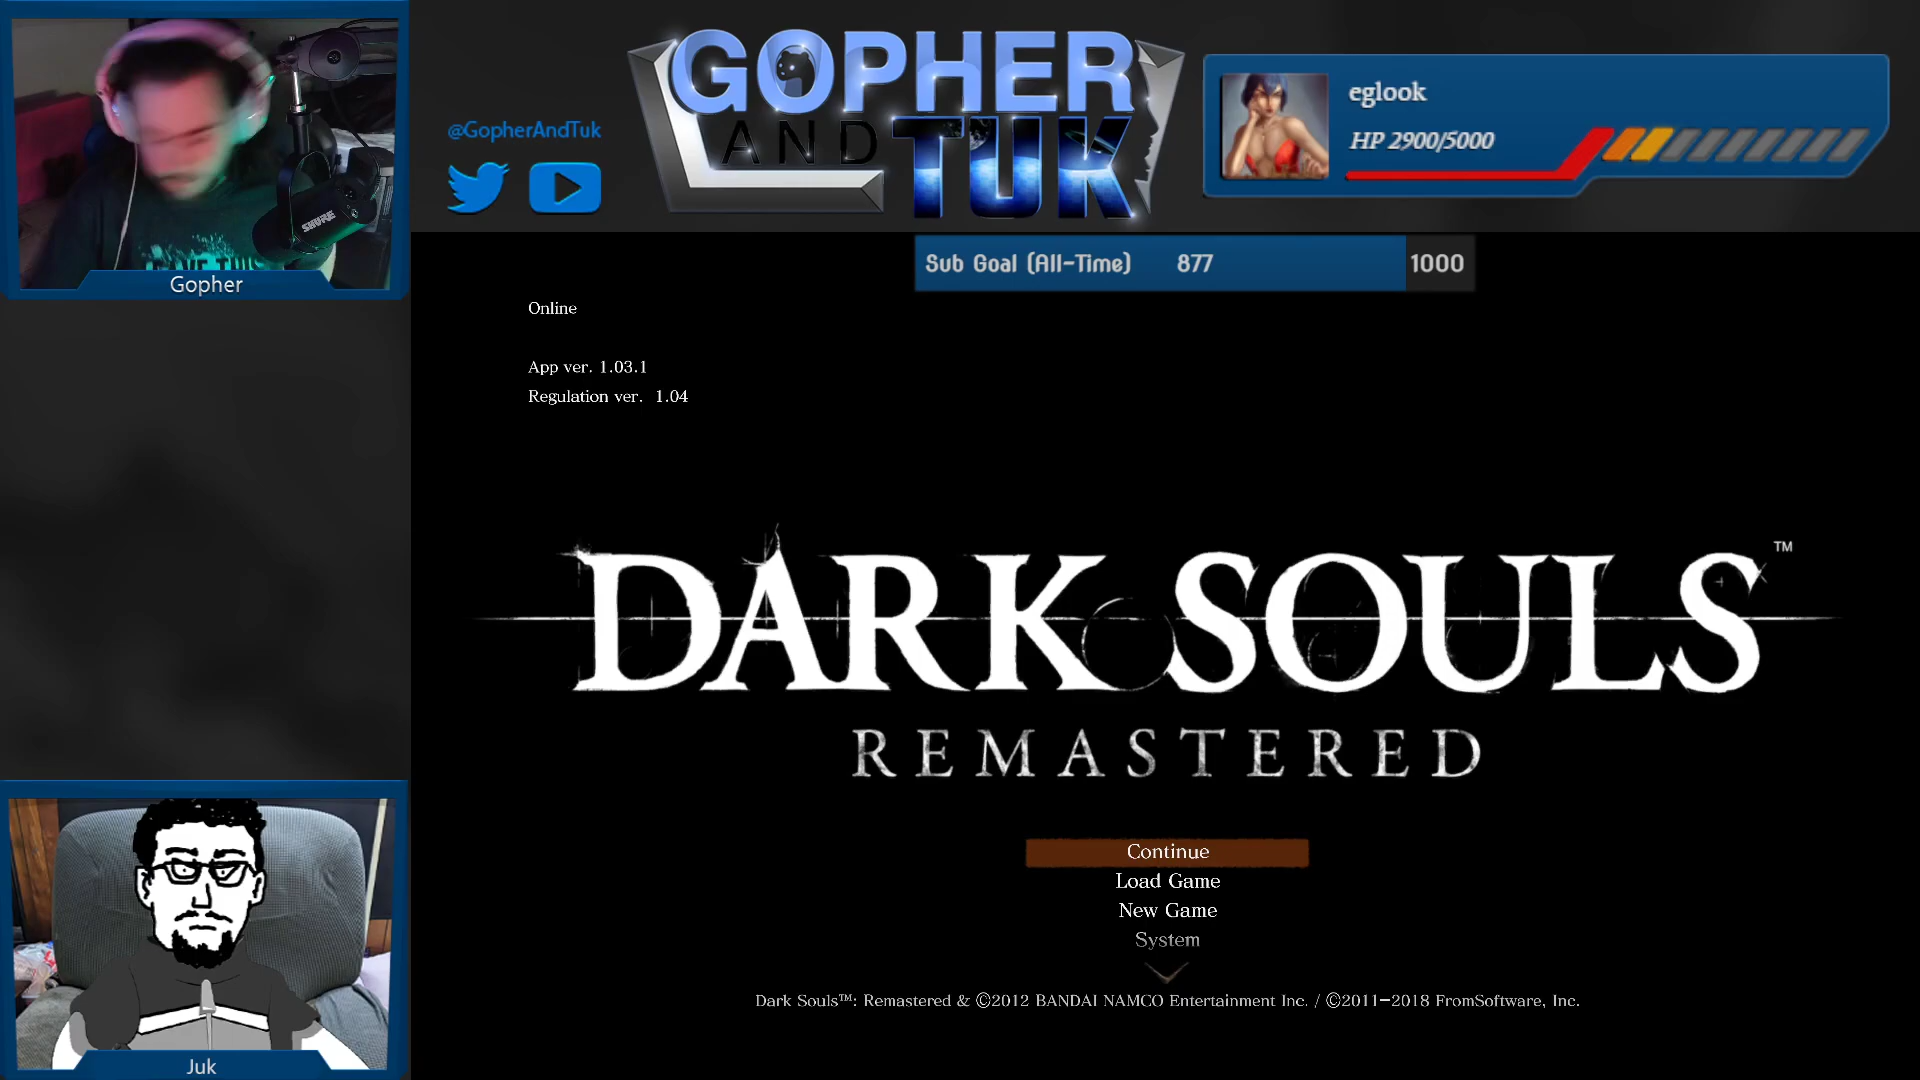 Gopher
@GopherAndTuk
GOPHER
AND
TUK
eglook
HP 2900/5000
Sub Goal (All-Time) 877 1000
Online
App ver. 1.03.1
Regulation ver. 1.04
DARK SOULS™
REMASTERED
Continue
Load Game
New Game
System
Dark Souls™: Remastered & ©2012 BANDAI NAMCO Entertainment Inc. / ©2011-2018 FromSoftware, Inc.
SHURE
Juk